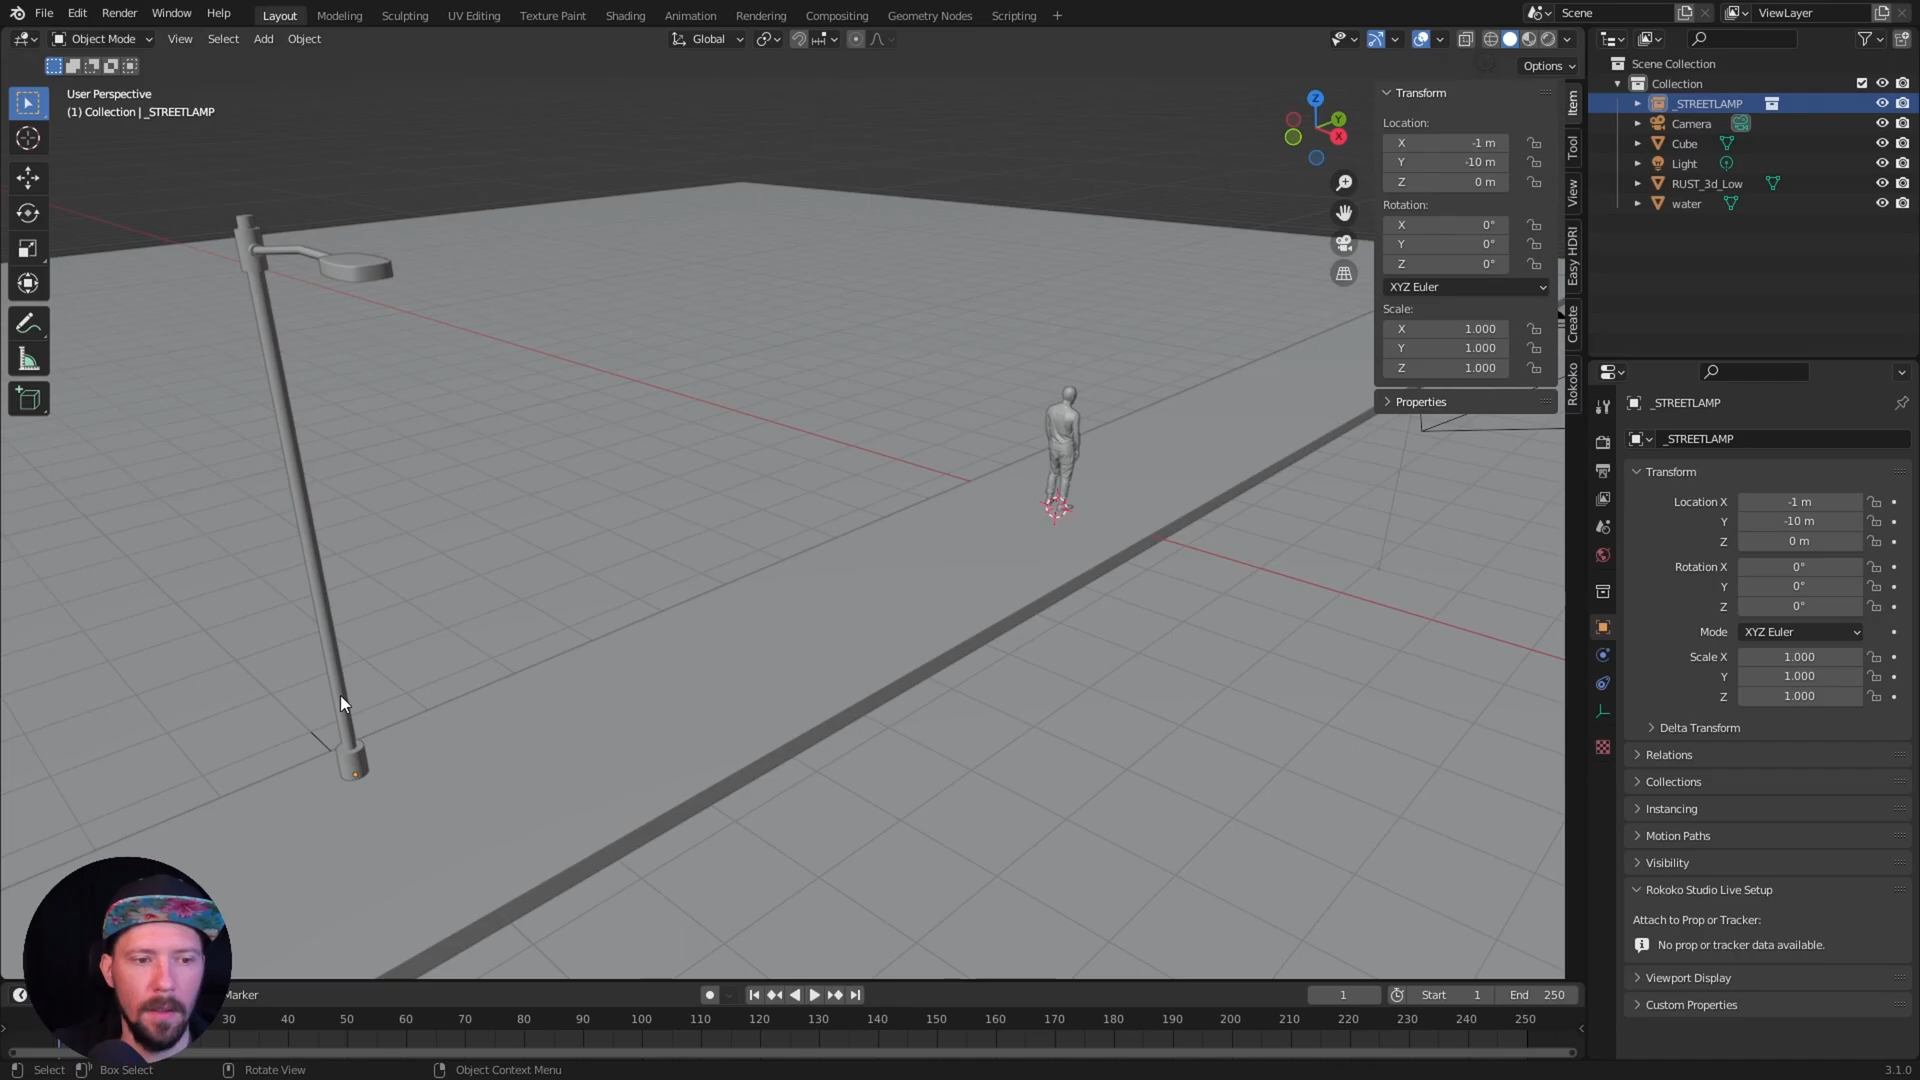 File Edit Render Window Help
Layout Modeling Sculpting UV Editing Texture Paint Shading Animation Rendering Compositing Geometry Nodes Scripting +
Scene
ViewLayer
Object Mode View Select Add Object
Global
Options
User Perspective
(1) Collection | _STREETLAMP
Z
Y
X
Transform
Location:
X -1 m
Y -10 m
Z 0 m
Rotation:
X 0°
Y 0°
Z 0°
XYZ Euler
Scale:
X 1.000
Y 1.000
Z 1.000
Properties
Item
Tool
View
Easy HDRI
Create
Rokoko
Scene Collection
Collection
_STREETLAMP
Camera
Cube
Light
RUST_3d_Low
water
_STREETLAMP
_STREETLAMP
Transform
Location X -1 m
Y -10 m
Z 0 m
Rotation X 0°
Y 0°
Z 0°
Mode XYZ Euler
Scale X 1.000
Y 1.000
Z 1.000
Delta Transform
Relations
Collections
Instancing
Motion Paths
Visibility
Rokoko Studio Live Setup
Attach to Prop or Tracker:
No prop or tracker data available.
Viewport Display
Custom Properties
Marker
1 Start 1 End 250
30 40 50 60 70 80 90 100 110 120 130 140 150 160 170 180 190 200 210 220 230 240 250
Select Box Select Rotate View Object Context Menu
3.1.0